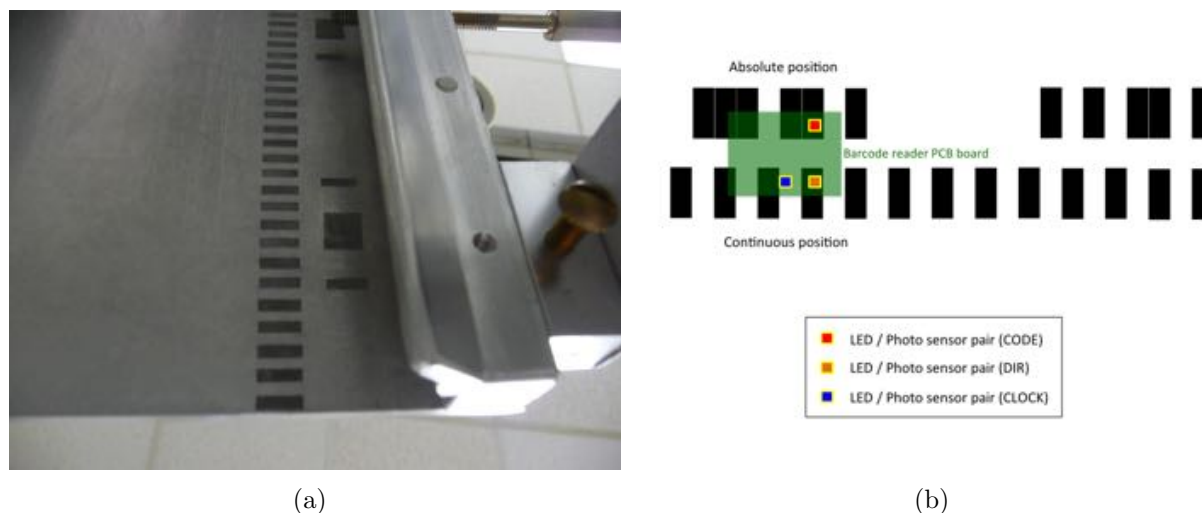 Absolute position
Barcode reader PCB board
Continuous position
LED / Photo sensor pair (CODE)
LED / Photo sensor pair (DIR)
LED / Photo sensor pair (CLOCK)
(a)
(b)